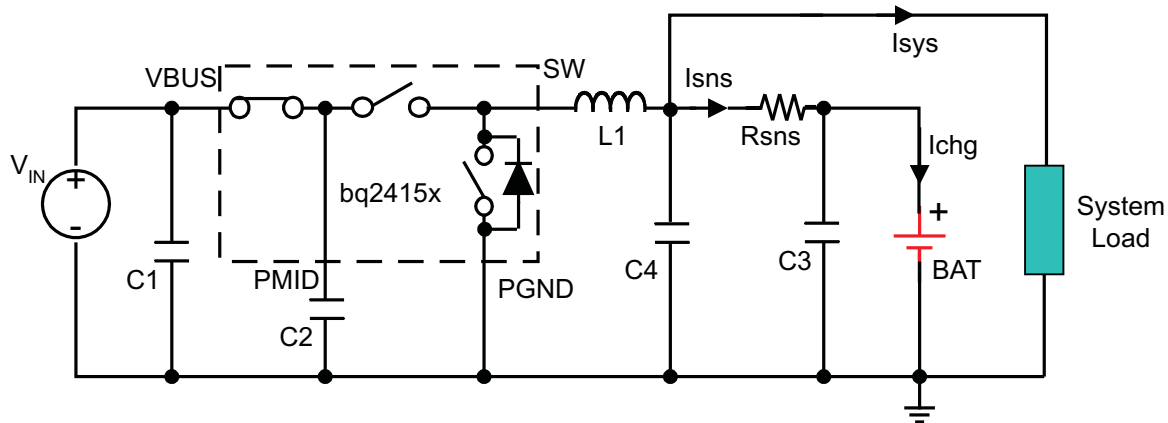 Isys
VBUS
SW
Isns
L1
Rsns
VIN
+
-
bq2415x
Ichg
+
System
Load
C1
PMID
C2
PGND
C4
C3
BAT